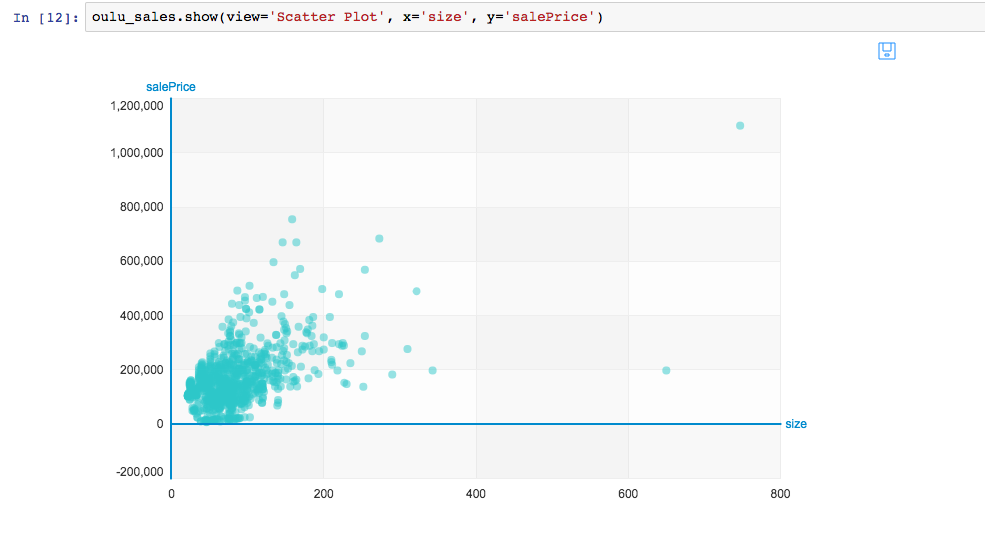 In [12]: oulu_sales.show(view='Scatter Plot', x='size', y='salePrice')
salePrice
1,200,000
1,000,000
800,000
600,000
400,000
200,000
0
size
-200,000
0 200 400 600 800